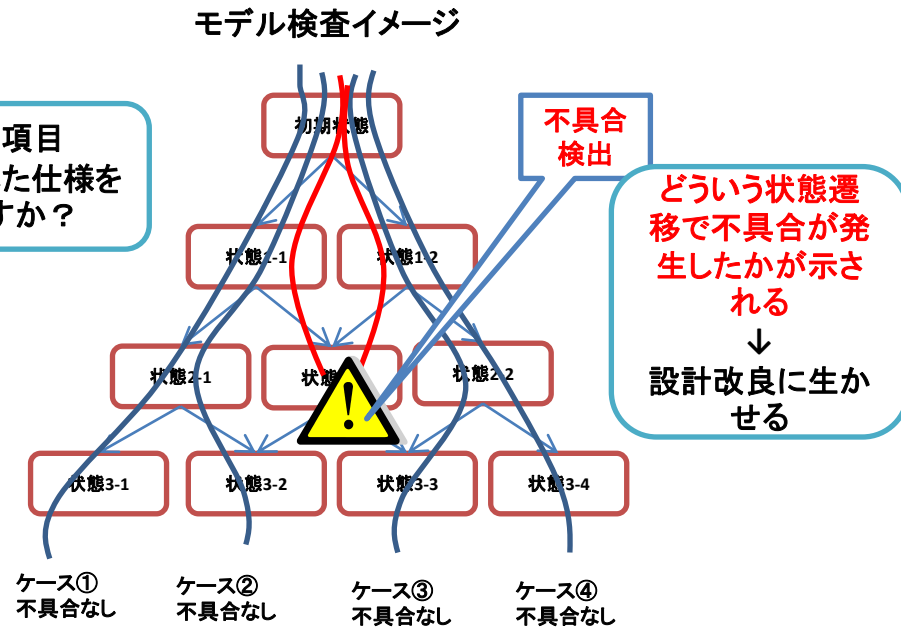 モデル検査イメージ
項目
た仕様を
すか？
初期状態
不具合
検出
どういう状態遷
移で不具合が発
生したかが示さ
れる
↓
設計改良に生か
せる
状態1-1
状態1-2
状態2-1
状態
状態2-2
状態3-1
状態3-2
状態3-3
状態3-4
ケース①
不具合なし
ケース②
不具合なし
ケース③
不具合なし
ケース④
不具合なし